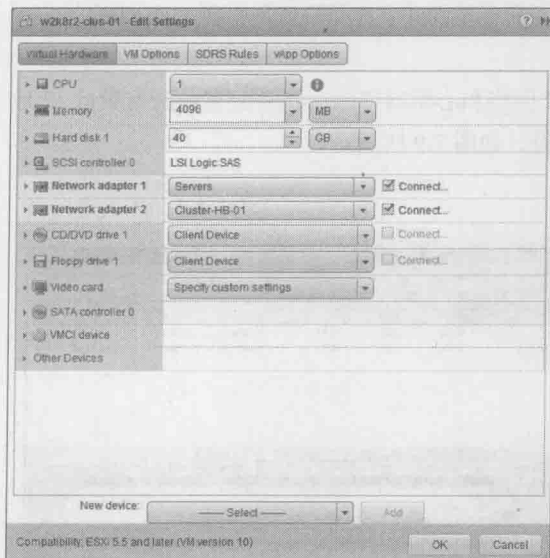 w2k8r2-clus-01 - Edit Settings
Virtual Hardware VM Options SDRS Rules vApp Options
CPU 1
Memory 4096 MB
Hard disk 1 40 GB
SCSI controller 0 LSI Logic SAS
Network adapter 1 Servers Connect...
Network adapter 2 Cluster-HB-01 Connect...
CD/DVD drive 1 Client Device Connect...
Floppy drive 1 Client Device Connect...
Video card Specify custom settings
SATA controller 0
VMCI device
Other Devices
New device: ------ Select ------ Add
Compatibility: ESXi 5.5 and later (VM version 10) OK Cancel